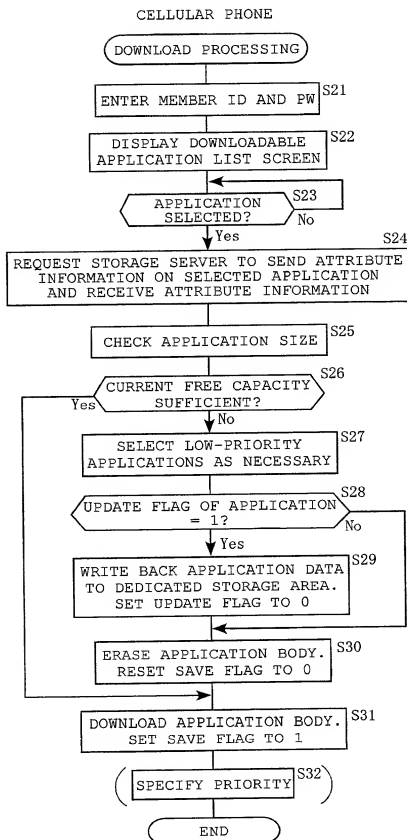 CELLULAR PHONE
DOWNLOAD PROCESSING
S21
ENTER MEMBER ID AND PW
S22
DISPLAY DOWNLOADABLE
APPLICATION LIST SCREEN
S23
APPLICATION
SELECTED?
No
Yes
S24
REQUEST STORAGE SERVER TO SEND ATTRIBUTE
INFORMATION ON SELECTED APPLICATION
AND RECEIVE ATTRIBUTE INFORMATION
S25
CHECK APPLICATION SIZE
S26
CURRENT FREE CAPACITY
SUFFICIENT?
Yes
No
S27
SELECT LOW-PRIORITY
APPLICATIONS AS NECESSARY
S28
UPDATE FLAG OF APPLICATION
= 1?
No
Yes
S29
WRITE BACK APPLICATION DATA
TO DEDICATED STORAGE AREA.
SET UPDATE FLAG TO 0
S30
ERASE APPLICATION BODY.
RESET SAVE FLAG TO 0
S31
DOWNLOAD APPLICATION BODY.
SET SAVE FLAG TO 1
S32
( SPECIFY PRIORITY )
END